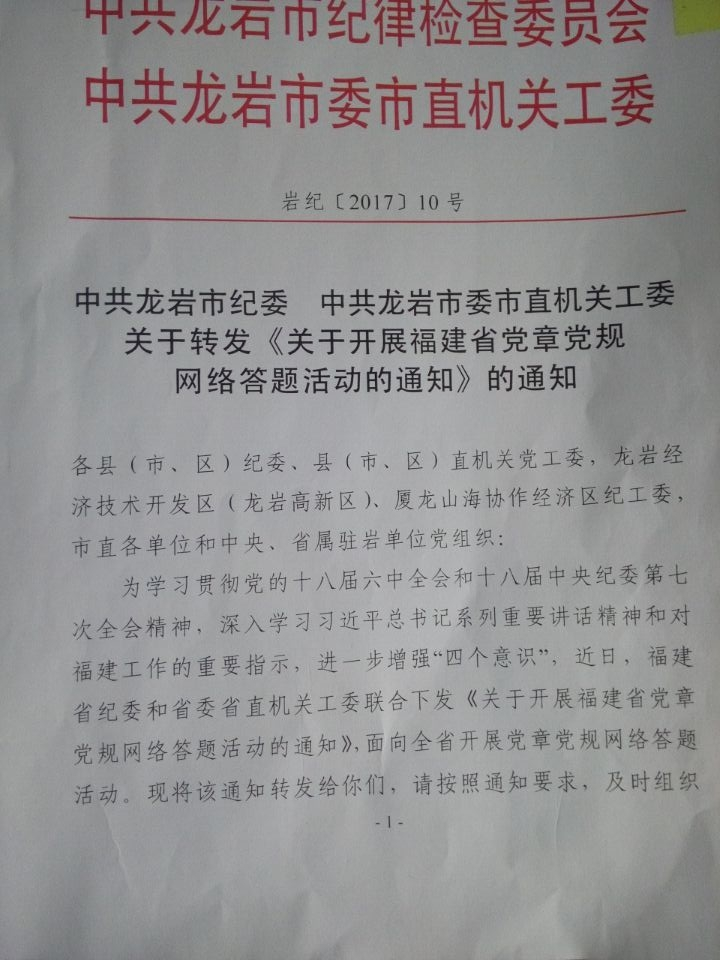 中共龙岩市纪律检查委员会
中共龙岩市委市直机关工委
岩纪〔2017〕10号
中共龙岩市纪委　中共龙岩市委市直机关工委
关于转发《关于开展福建省党章党规
网络答题活动的通知》的通知
各县（市、区）纪委、县（市、区）直机关党工委，龙岩经
济技术开发区（龙岩高新区）、厦龙山海协作经济区纪工委，
市直各单位和中央、省属驻岩单位党组织：
为学习贯彻党的十八届六中全会和十八届中央纪委第七
次全会精神，深入学习习近平总书记系列重要讲话精神和对
福建工作的重要指示，进一步增强“四个意识”，近日，福建
省纪委和省委省直机关工委联合下发《关于开展福建省党章
党规网络答题活动的通知》，面向全省开展党章党规网络答题
活动。现将该通知转发给你们，请按照通知要求，及时组织
- 1 -